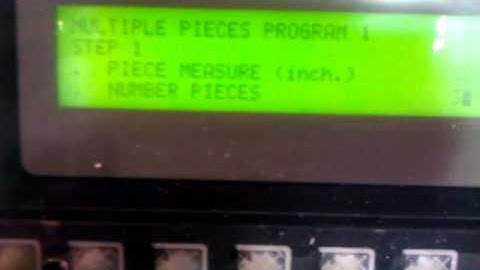 MULTIPLE PIECES PROGRAM 1
STEP 1
. PIECE MEASURE (inch.)
. NUMBER PIECES